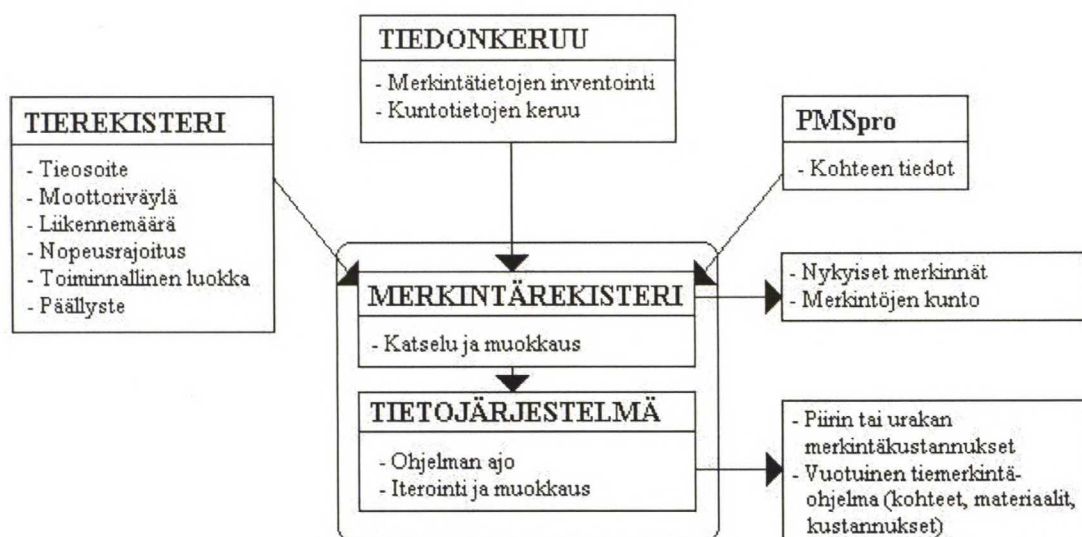 TIEDONKERUU
- Merkintätietojen inventointi
- Kuntotietojen keruu
TIEREKISTERI
- Tieosoite
- Moottoriväylä
- Liikennemäärä
- Nopeusrajoitus
- Toiminnallinen luokka
- Päällyste
PMSpro
- Kohteen tiedot
MERKINTÄREKISTERI
- Katselu ja muokkaus
- Nykyiset merkinnät
- Merkintöjen kunto
TIETOJÄRJESTELMÄ
- Ohjelman ajo
- Iterointi ja muokkaus
- Piirin tai urakan
merkintäkustannukset
- Vuotuinen tiemerkintä-
ohjelma (kohteet, materiaalit,
kustannukset)